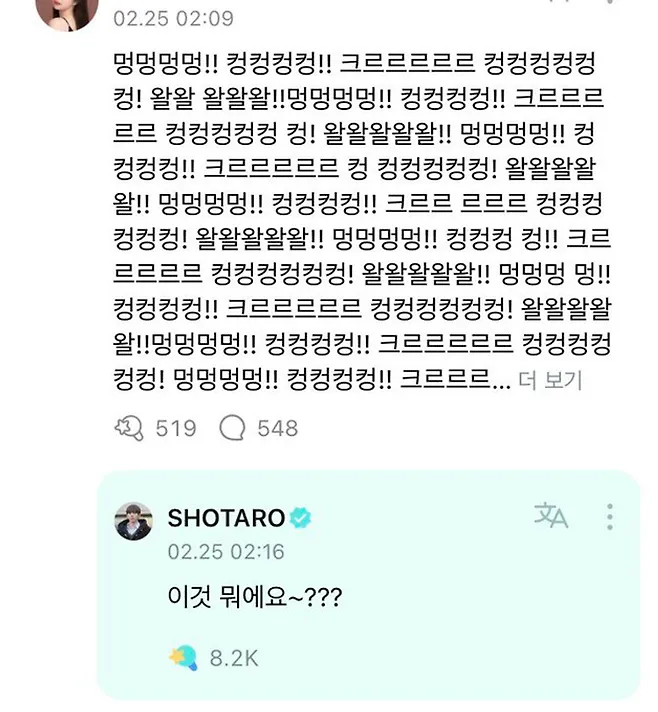 02.25 02:09
멍멍멍멍!! 컹컹컹컹!! 크르르르르르 컹컹컹컹컹
컹! 왈왈 왈왈왈!!멍멍멍멍!! 컹컹컹컹!! 크르르르
르르 컹컹컹컹컹 컹! 왈왈왈왈왈!! 멍멍멍멍!! 컹
컹컹컹!! 크르르르르르 컹 컹컹컹컹컹! 왈왈왈왈
왈!! 멍멍멍멍!! 컹컹컹컹!! 크르르 르르르 컹컹컹
컹컹컹! 왈왈왈왈왈!! 멍멍멍멍!! 컹컹컹 컹!! 크르
르르르르 컹컹컹컹컹컹! 왈왈왈왈왈!! 멍멍멍 멍!!
컹컹컹컹!! 크르르르르르 컹컹컹컹컹컹! 왈왈왈왈
왈!!멍멍멍멍!! 컹컹컹컹!! 크르르르르르 컹컹컹컹
컹컹! 멍멍멍멍!! 컹컹컹컹!! 크르르르... 더 보기
519 548
SHOTARO
02.25 02:16
이것 뭐에요~???
8.2K